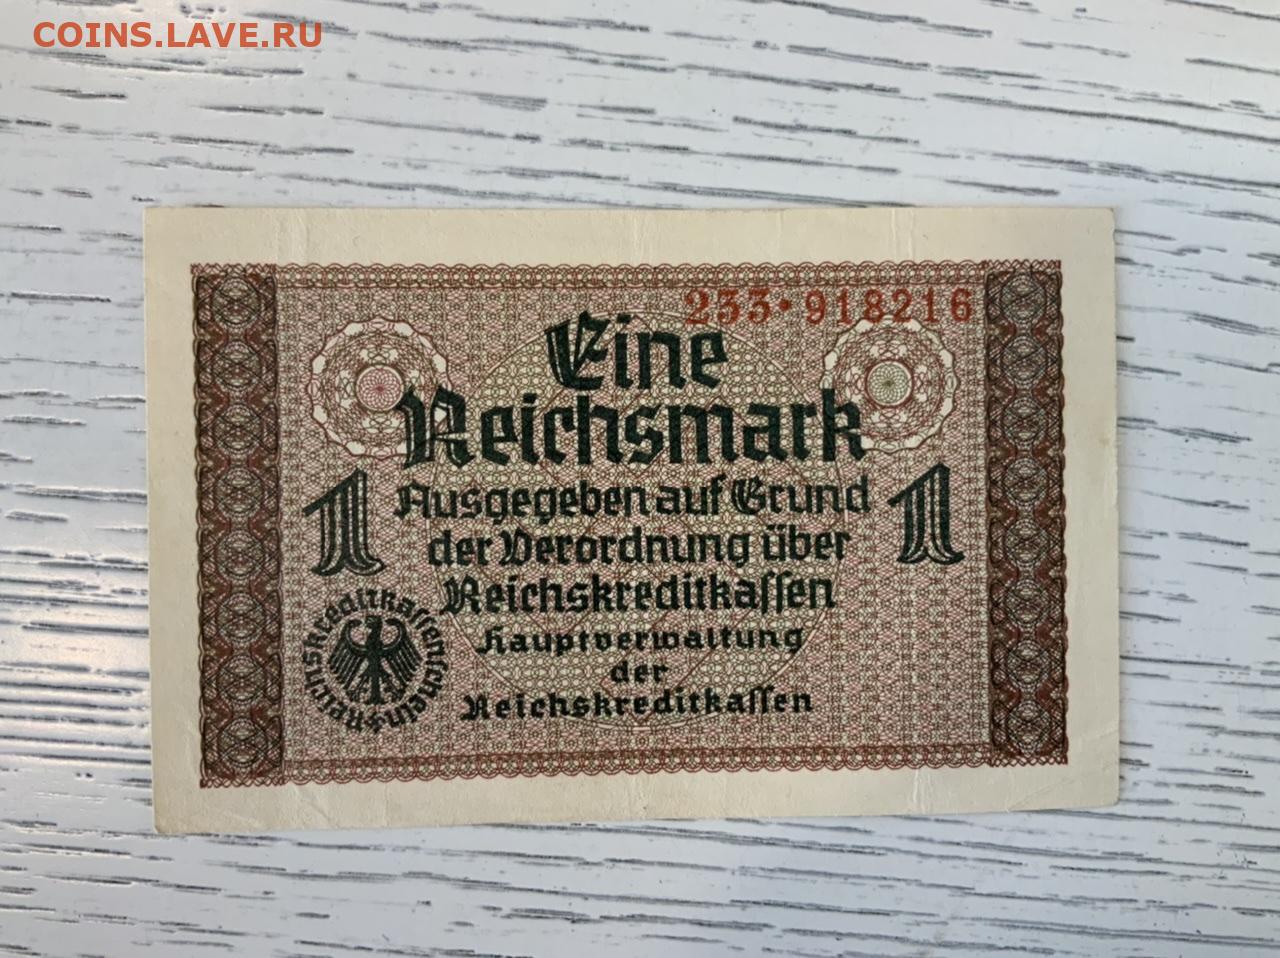 COINS.LAVE.RU
233·918216
Eine
Reichsmark
1 Ausgegeben auf Grund 1
der Verordnung über
Reichskreditkassen
Hauptverwaltung
der
Reichskreditkassen
Reichskreditkassenschein